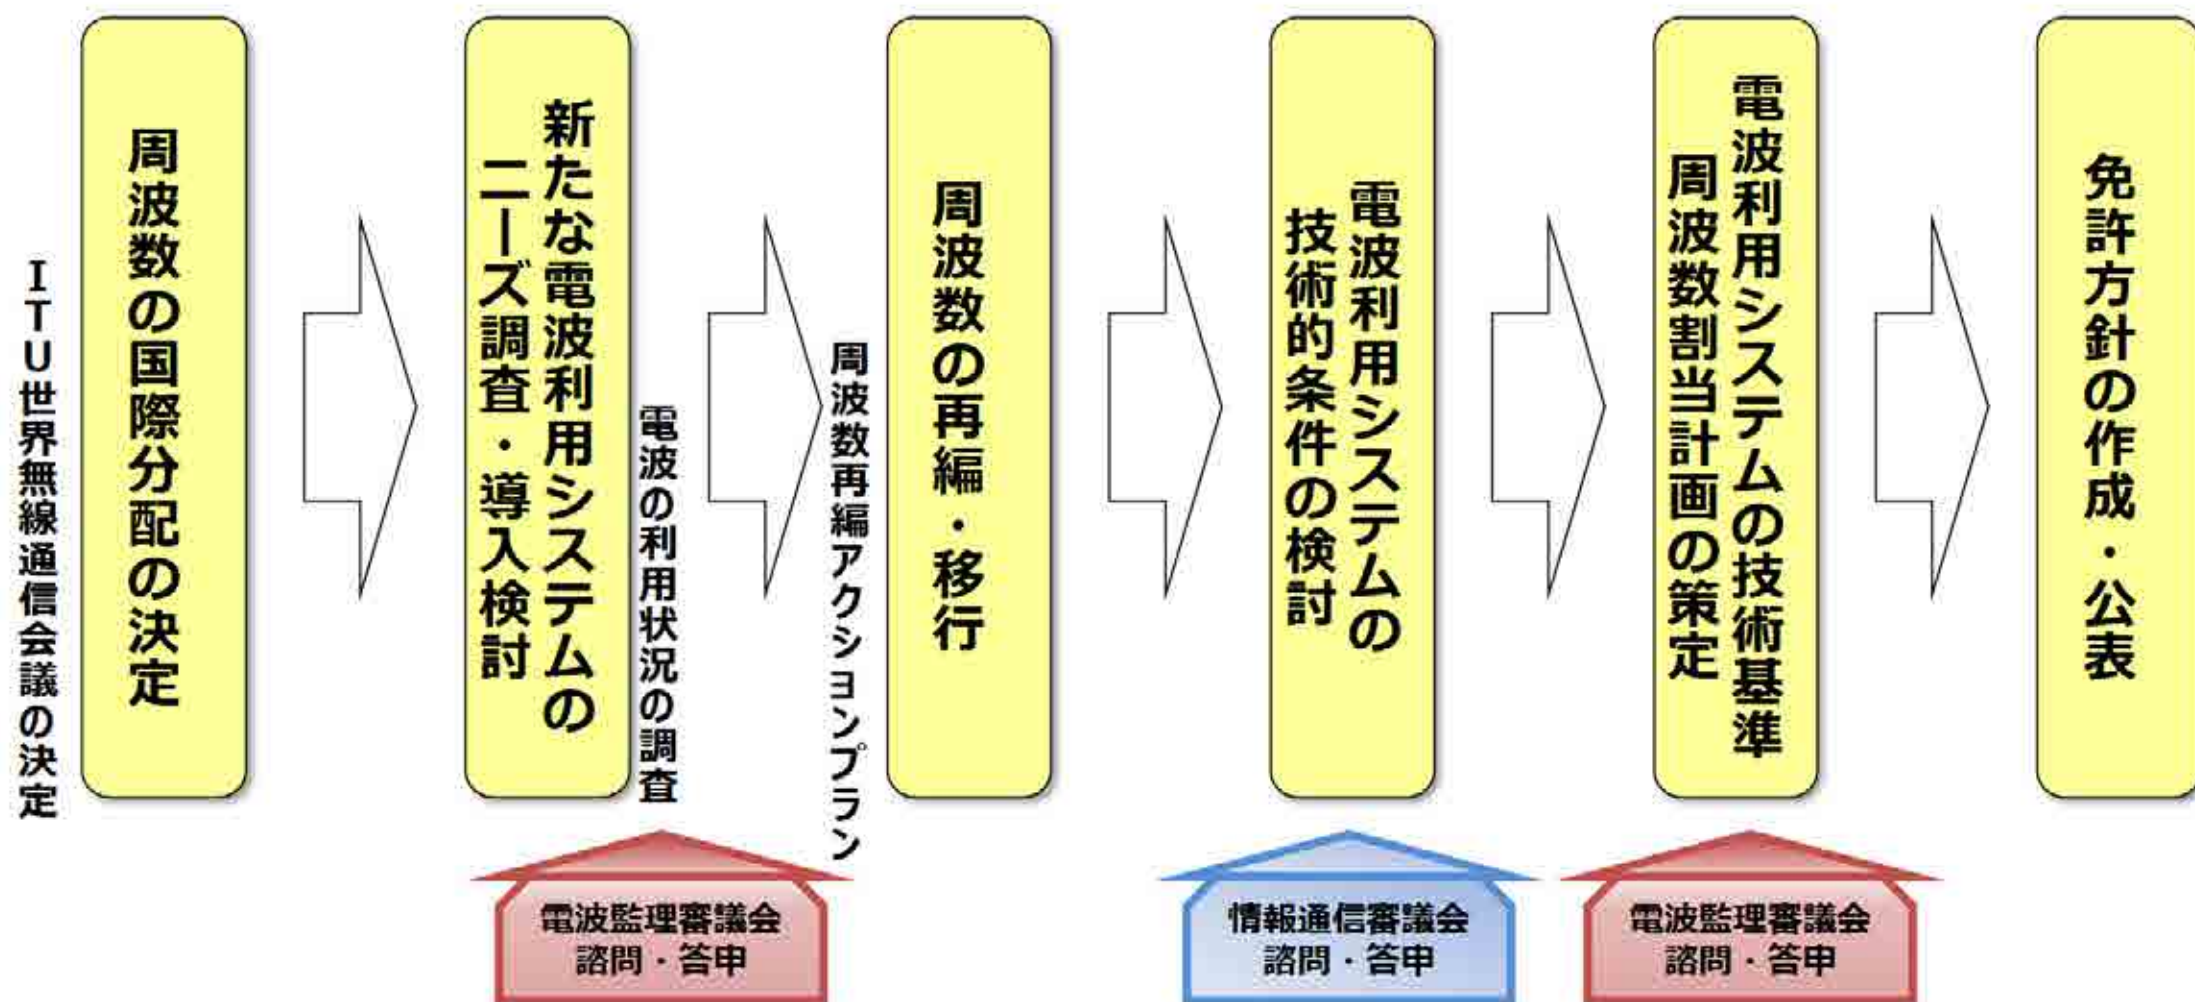 ITU世界無線通信会議の決定
周波数の国際分配の決定
新たな電波利用システムの
ニーズ調査・導入検討
電波の利用状況の調査
周波数再編アクションプラン
周波数の再編・移行
電波利用システムの
技術的条件の検討
電波利用システムの技術基準
周波数割当計画の策定
免許方針の作成・公表
電波監理審議会
諮問・答申
情報通信審議会
諮問・答申
電波監理審議会
諮問・答申